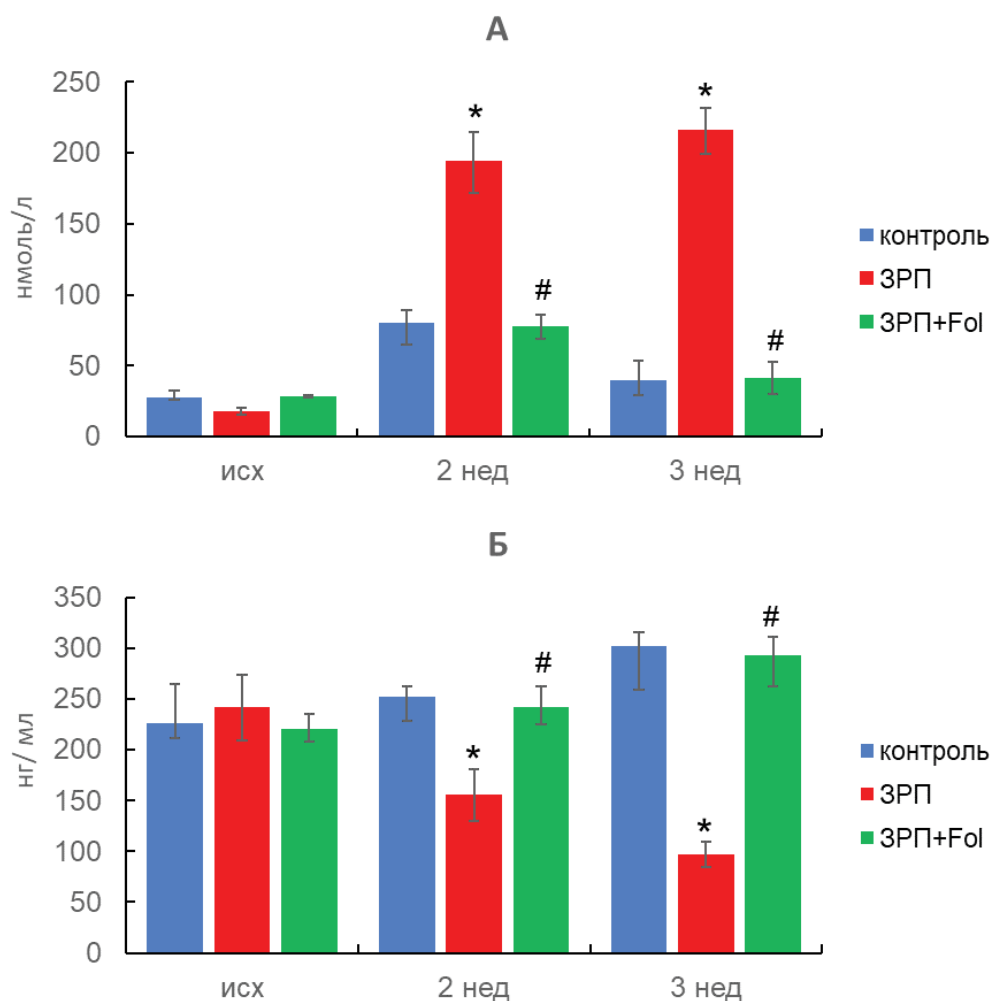 А
250
200
150
100
50
0
нмоль/л
*
*
#
#
исх
2 нед
3 нед
контроль
ЗРП
ЗРП+Fol
Б
350
300
250
200
150
100
50
0
нг/ мл
*
#
*
#
исх
2 нед
3 нед
контроль
ЗРП
ЗРП+Fol